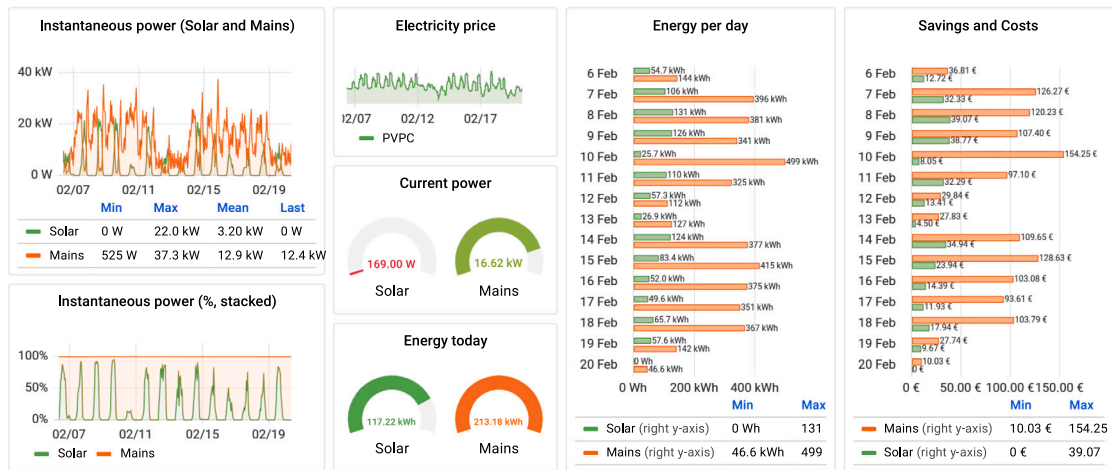 Instantaneous power (Solar and Mains)
40 kW
20 kW
0 W
02/07 02/11 02/15 02/19
Min Max Mean Last
Solar 0 W 22.0 kW 3.20 kW 0 W
Mains 525 W 37.3 kW 12.9 kW 12.4 kW
Instantaneous power (%, stacked)
100%
50%
0%
02/07 02/11 02/15 02/19
Solar Mains
Electricity price
02/07 02/12 02/17
PVPC
Current power
169.00 W 16.62 kW
Solar Mains
Energy today
117.22 kWh 213.18 kWh
Solar Mains
Energy per day
6 Feb 54.7 kWh
144 kWh
7 Feb 106 kWh
396 kWh
8 Feb 131 kWh
381 kWh
9 Feb 126 kWh
341 kWh
10 Feb 25.7 kWh
499 kWh
11 Feb 110 kWh
325 kWh
12 Feb 57.3 kWh
112 kWh
13 Feb 26.9 kWh
127 kWh
14 Feb 124 kWh
377 kWh
15 Feb 83.4 kWh
415 kWh
16 Feb 52.0 kWh
375 kWh
17 Feb 49.6 kWh
351 kWh
18 Feb 65.7 kWh
367 kWh
19 Feb 57.6 kWh
142 kWh
20 Feb 0 Wh
46.6 kWh
0 Wh 200 kWh 400 kWh
Min Max
Solar (right y-axis) 0 Wh 131
Mains (right y-axis) 46.6 kWh 499
Savings and Costs
6 Feb 36.81 €
12.72 €
7 Feb 126.27 €
32.33 €
8 Feb 120.23 €
39.07 €
9 Feb 107.40 €
38.77 €
10 Feb 154.25 €
8.05 €
11 Feb 97.10 €
32.29 €
12 Feb 29.84 €
13.41 €
13 Feb 27.83 €
4.50 €
14 Feb 109.65 €
34.94 €
15 Feb 128.63 €
23.94 €
16 Feb 103.08 €
14.39 €
17 Feb 93.61 €
11.93 €
18 Feb 103.79 €
17.94 €
19 Feb 27.74 €
9.67 €
20 Feb 10.03 €
0 €
0 € 50.00 € 100.00 € 150.00 €
Min Max
Mains (right y-axis) 10.03 € 154.25
Solar (right y-axis) 0 € 39.07